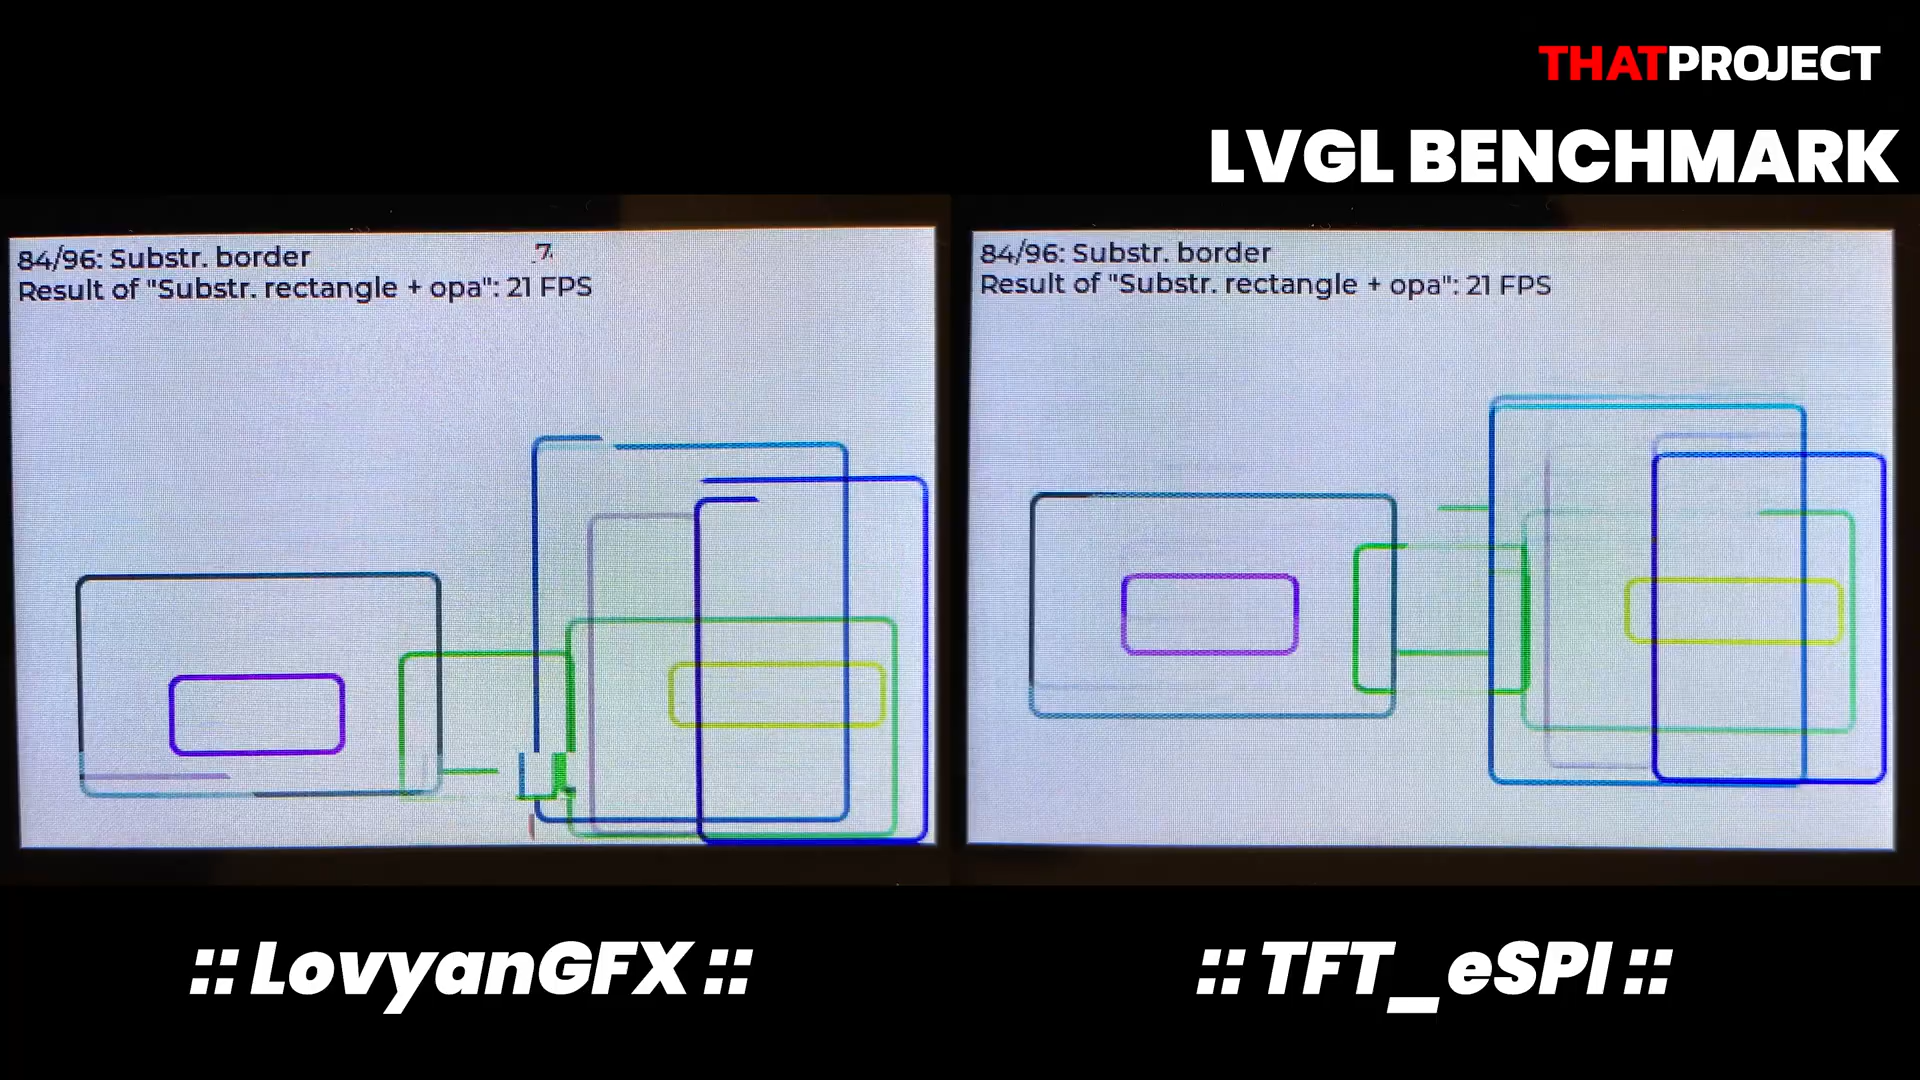 THATPROJECT
LVGL BENCHMARK
84/96: Substr. border
Result of "Substr. rectangle + opa": 21 FPS
84/96: Substr. border
Result of "Substr. rectangle + opa": 21 FPS
:: LovyanGFX ::
:: TFT_eSPI ::